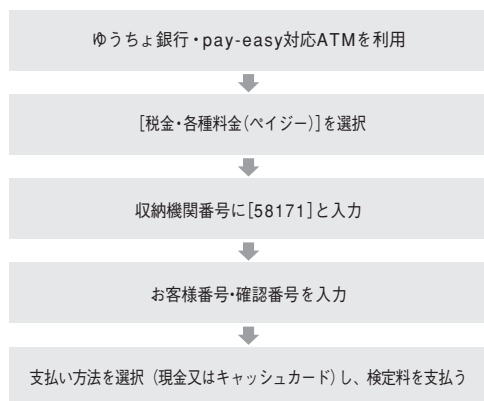 ゆうちょ銀行・pay-easy対応ATMを利用
[税金・各種料金(ペイジー)]を選択
収納機関番号に[58171]と入力
お客様番号・確認番号を入力
支払い方法を選択（現金又はキャッシュカード）し、検定料を支払う